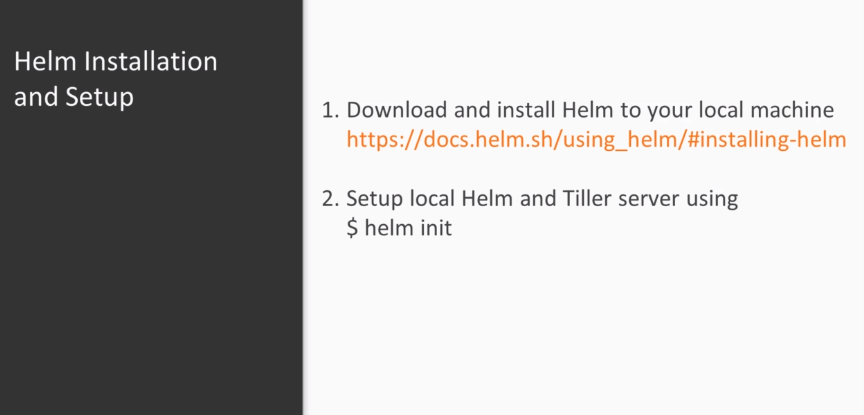 Helm Installation
and Setup
1. Download and install Helm to your local machine
https://docs.helm.sh/using_helm/#installing-helm
2. Setup local Helm and Tiller server using
$ helm init